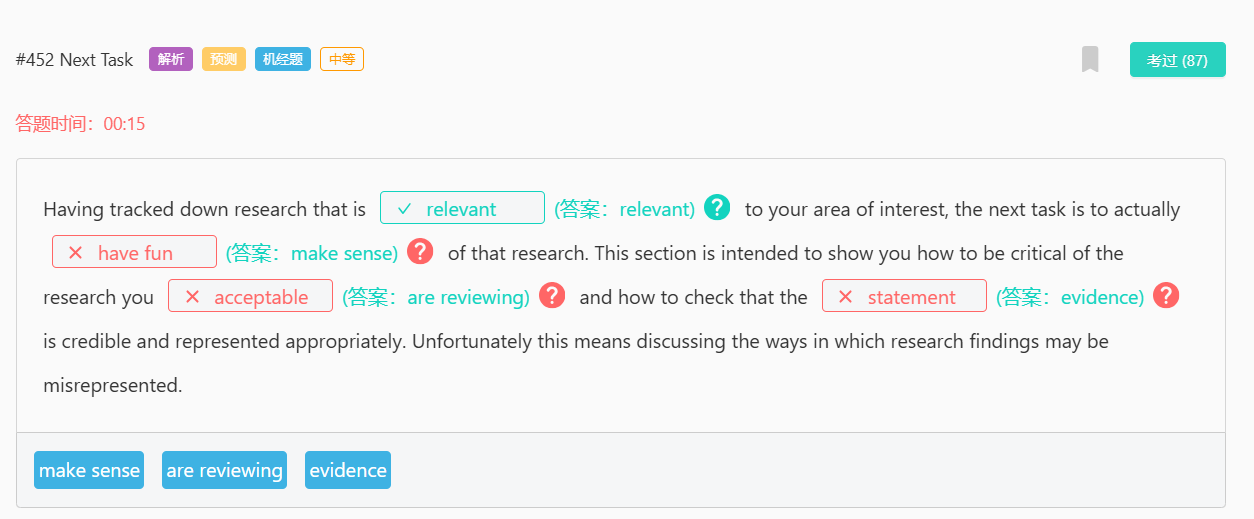 #452 Next Task 解析 预测 机经题 中等 考过 (87)
答题时间：00:15
Having tracked down research that is relevant (答案：relevant) ? to your area of interest, the next task is to actually
have fun (答案：make sense) ? of that research. This section is intended to show you how to be critical of the
research you acceptable (答案：are reviewing) ? and how to check that the statement (答案：evidence) ?
is credible and represented appropriately. Unfortunately this means discussing the ways in which research findings may be
misrepresented.
make sense are reviewing evidence